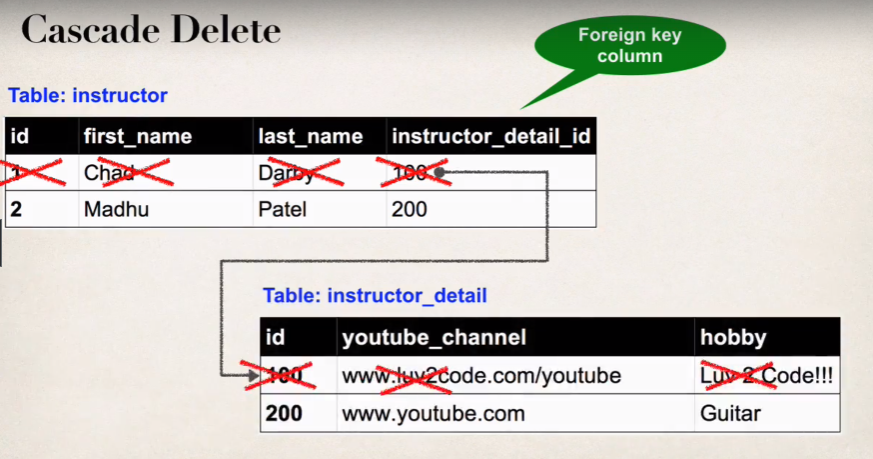 Cascade Delete
Foreign key
column
Table: instructor
id first_name last_name instructor_detail_id
1 Chad Darby 100
2 Madhu Patel 200
Table: instructor_detail
id youtube_channel hobby
100 www.luv2code.com/youtube Luv 2 Code!!!
200 www.youtube.com Guitar